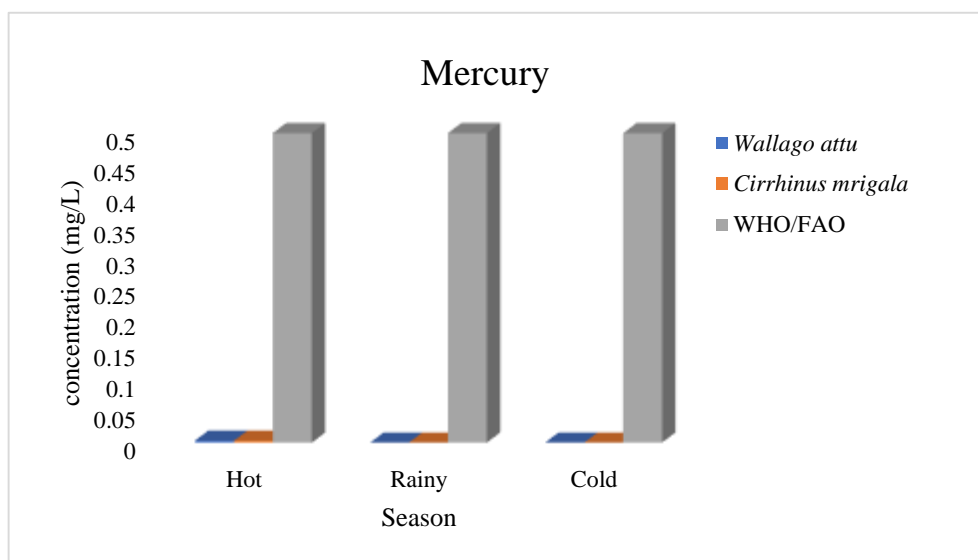 Mercury
0.5
0.45
0.4
0.35
0.3
0.25
0.2
0.15
0.1
0.05
0
concentration (mg/L)
Hot
Rainy
Cold
Season
Wallago attu
Cirrhinus mrigala
WHO/FAO